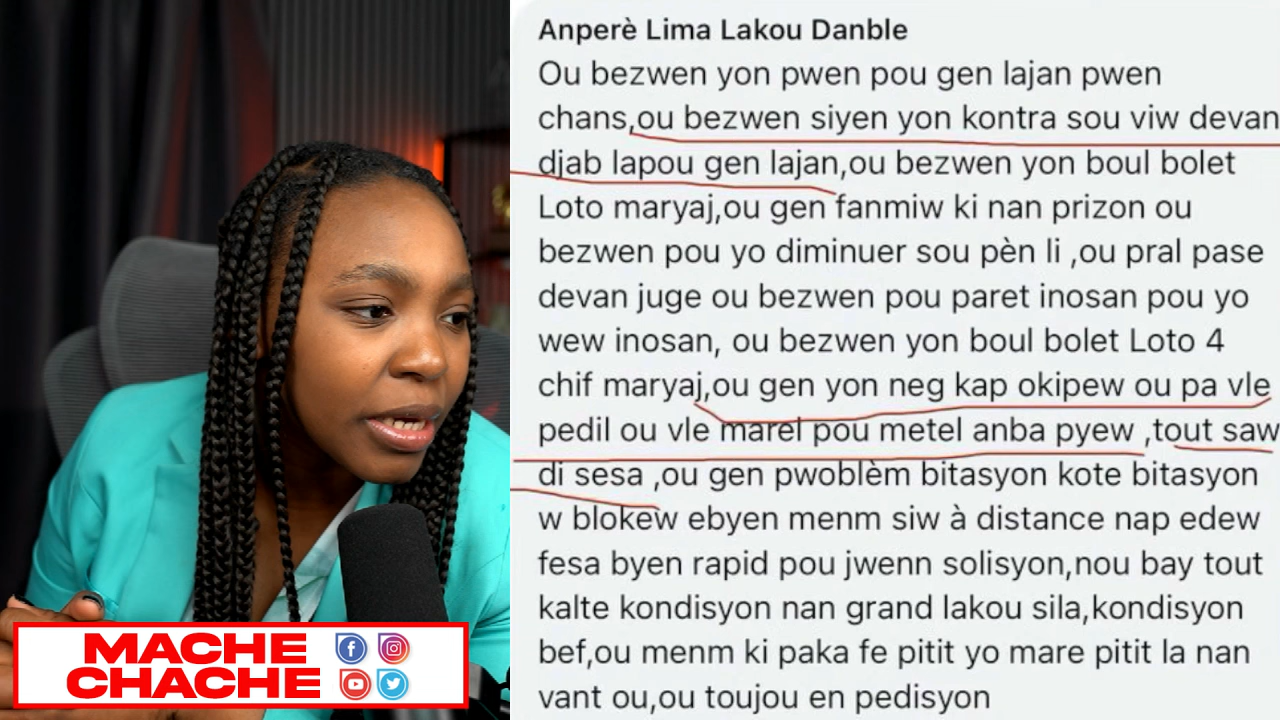 Anperè Lima Lakou Danble
Ou bezwen yon pwen pou gen lajan pwen
chans,ou bezwen siyen yon kontra sou viw devan
djab lapou gen lajan,ou bezwen yon boul bolet
Loto maryaj,ou gen fanmiw ki nan prizon ou
bezwen pou yo diminuer sou pèn li ,ou pral pase
devan juge ou bezwen pou paret inosan pou yo
wew inosan, ou bezwen yon boul bolet Loto 4
chif maryaj,ou gen yon neg kap okipew ou pa vle
pedil ou vle marel pou metel anba pyew ,tout saw
di sesa ,ou gen pwoblèm bitasyon kote bitasyon
w blokew ebyen menm siw à distance nap edew
fesa byen rapid pou jwenn solisyon,nou bay tout
kalte kondisyon nan grand lakou sila,kondisyon
bef,ou menm ki paka fe pitit yo mare pitit la nan
vant ou,ou toujou en pedisyon
MACHE
CHACHE